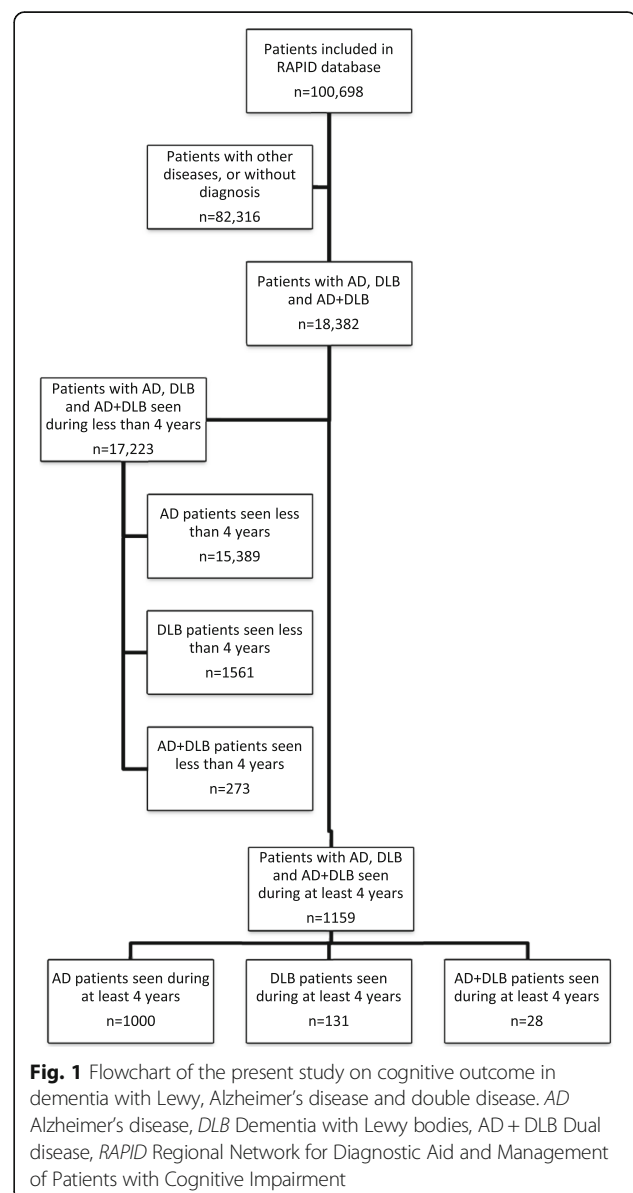 Patients included in
RAPID database
n=100,698
Patients with other
diseases, or without
diagnosis
n=82,316
Patients with AD, DLB
and AD+DLB
n=18,382
Patients with AD, DLB
and AD+DLB seen
during less than 4 years
n=17,223
AD patients seen less
than 4 years
n=15,389
DLB patients seen less
than 4 years
n=1561
AD+DLB patients seen
less than 4 years
n=273
Patients with AD, DLB
and AD+DLB seen
during at least 4 years
n=1159
AD patients seen during
at least 4 years
n=1000
DLB patients seen
during at least 4 years
n=131
AD+DLB patients seen
during at least 4 years
n=28
Fig. 1 Flowchart of the present study on cognitive outcome in
dementia with Lewy, Alzheimer’s disease and double disease. AD
Alzheimer’s disease, DLB Dementia with Lewy bodies, AD + DLB Dual
disease, RAPID Regional Network for Diagnostic Aid and Management
of Patients with Cognitive Impairment